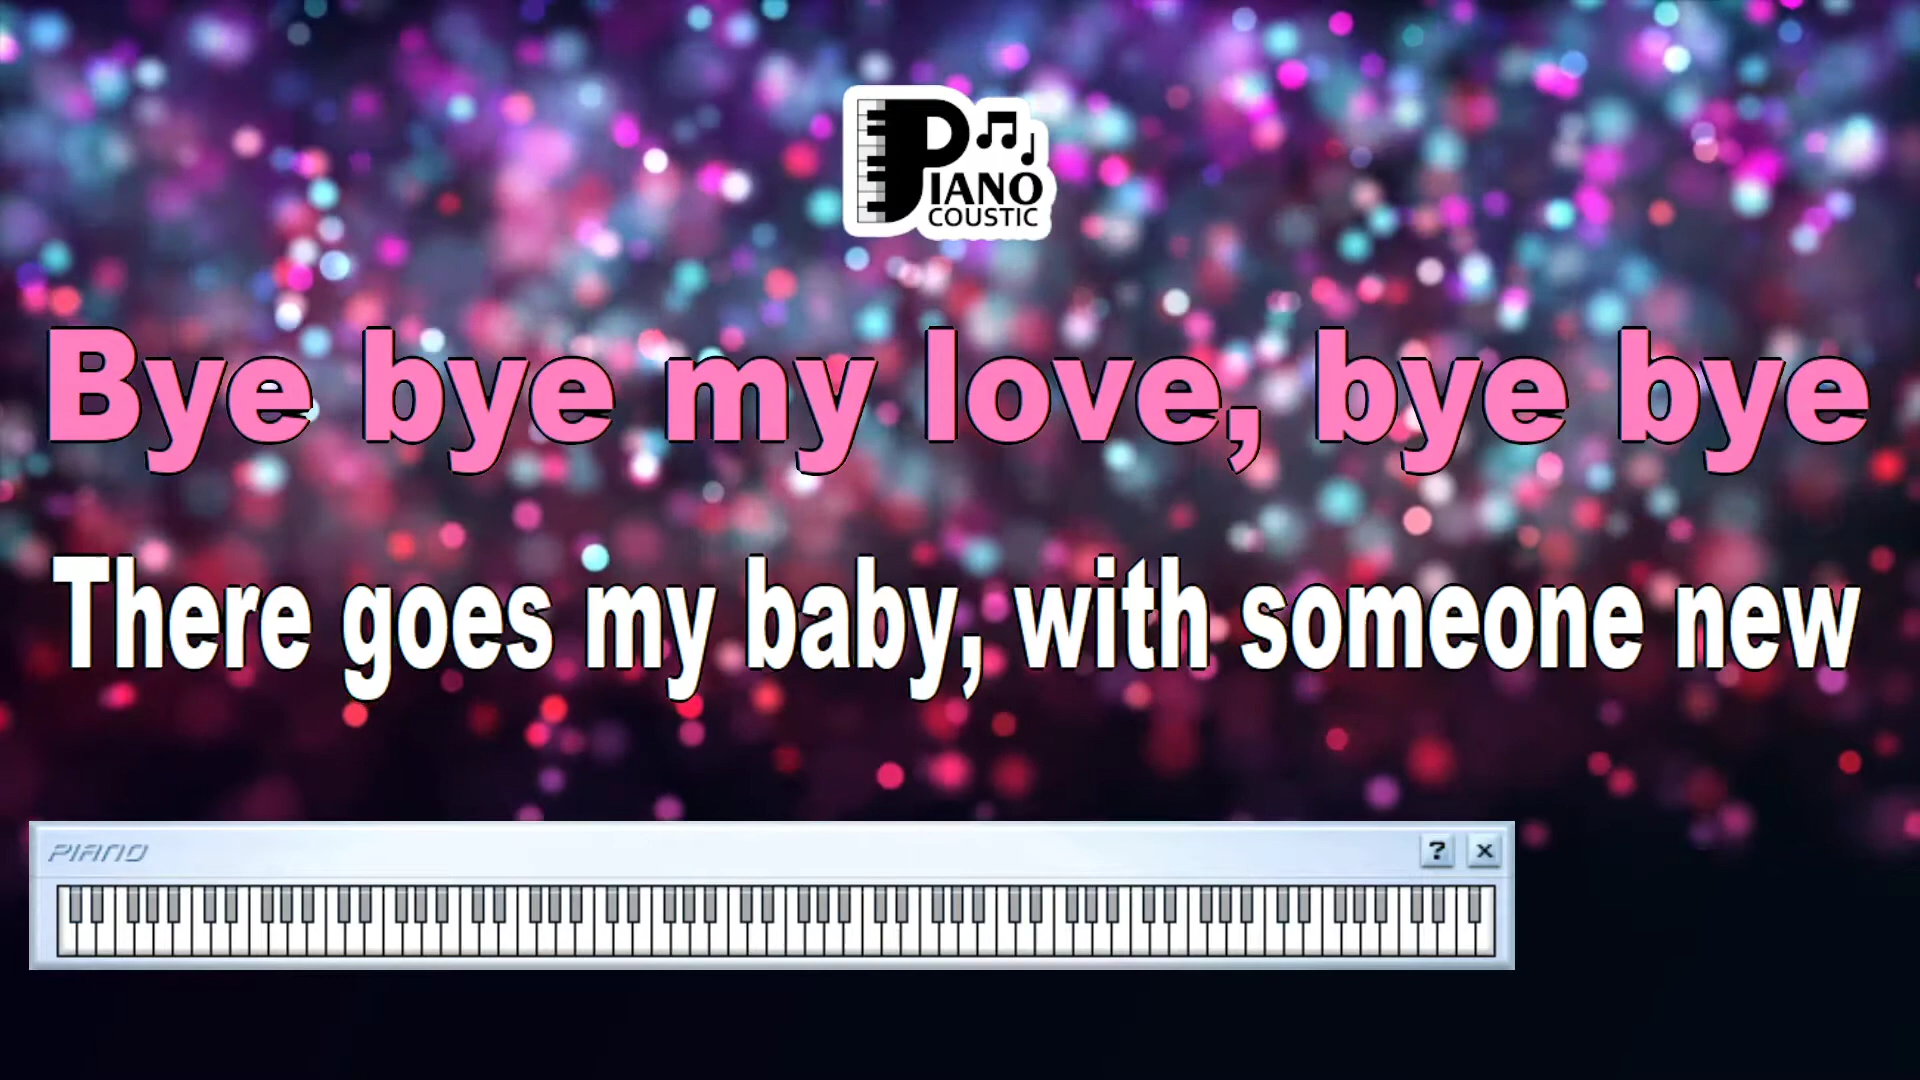 PIANO
COUSTIC
Bye bye my love, bye bye
There goes my baby, with someone new
PIANO
? x